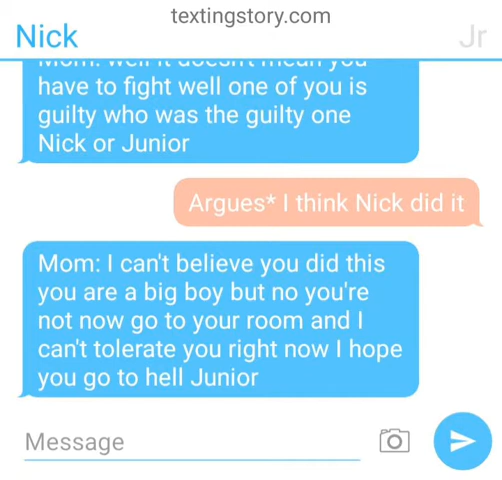 textingstory.com
Nick
Jr
Mom: well it doesn't mean you
have to fight well one of you is
guilty who was the guilty one
Nick or Junior
Argues* I think Nick did it
Mom: I can't believe you did this
you are a big boy but no you're
not now go to your room and I
can't tolerate you right now I hope
you go to hell Junior
Message